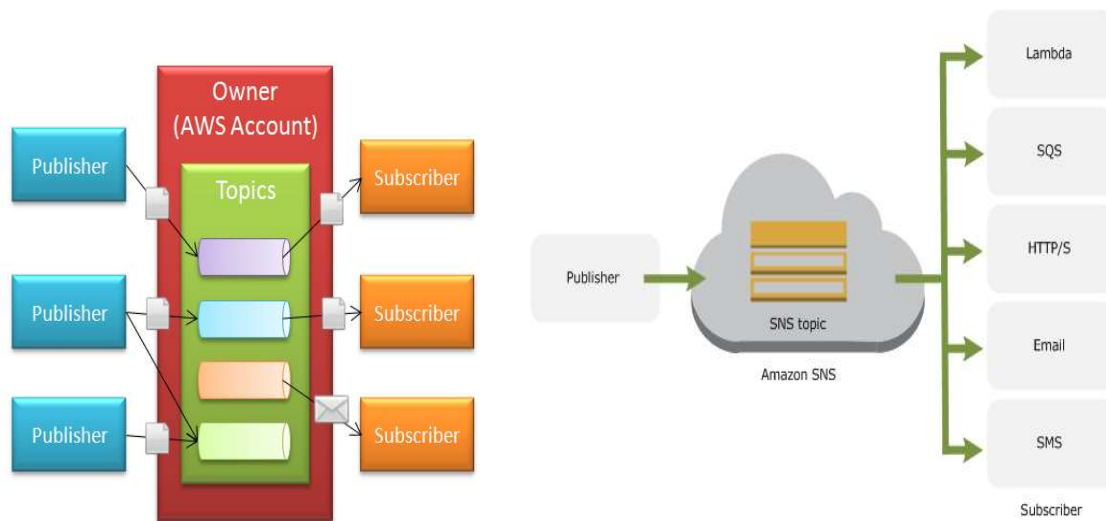 Owner
(AWS Account)
Publisher
Topics
Subscriber
Publisher
Subscriber
Publisher
Subscriber
Lambda
SQS
HTTP/S
Publisher
SNS topic
Amazon SNS
Email
SMS
Subscriber